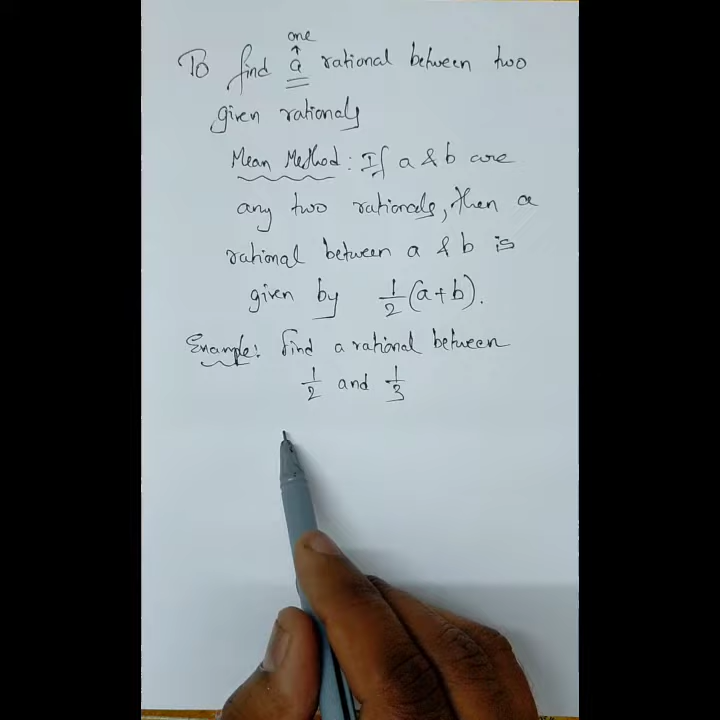 one
To find a rational between two
given rationals
Mean Method: If a & b are
any two rationals, then a
rational between a & b is
given by 1/2 (a+b).
Example: Find a rational between
1/2 and 1/3